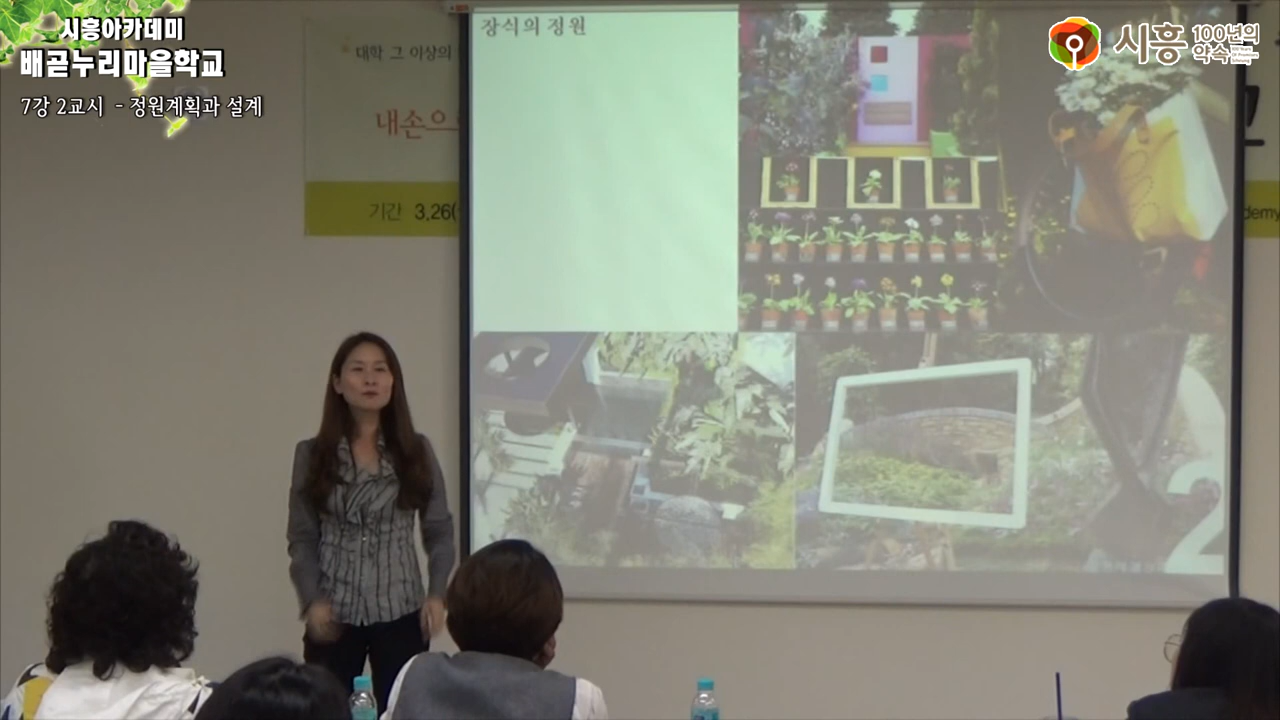 시흥아카데미
배곧누리마을학교
7강 2교시 - 정원계획과 설계
시흥 100년의
약속
대학 그 이상의
내손으
기간 3.26(
장식의 정원
demy
2